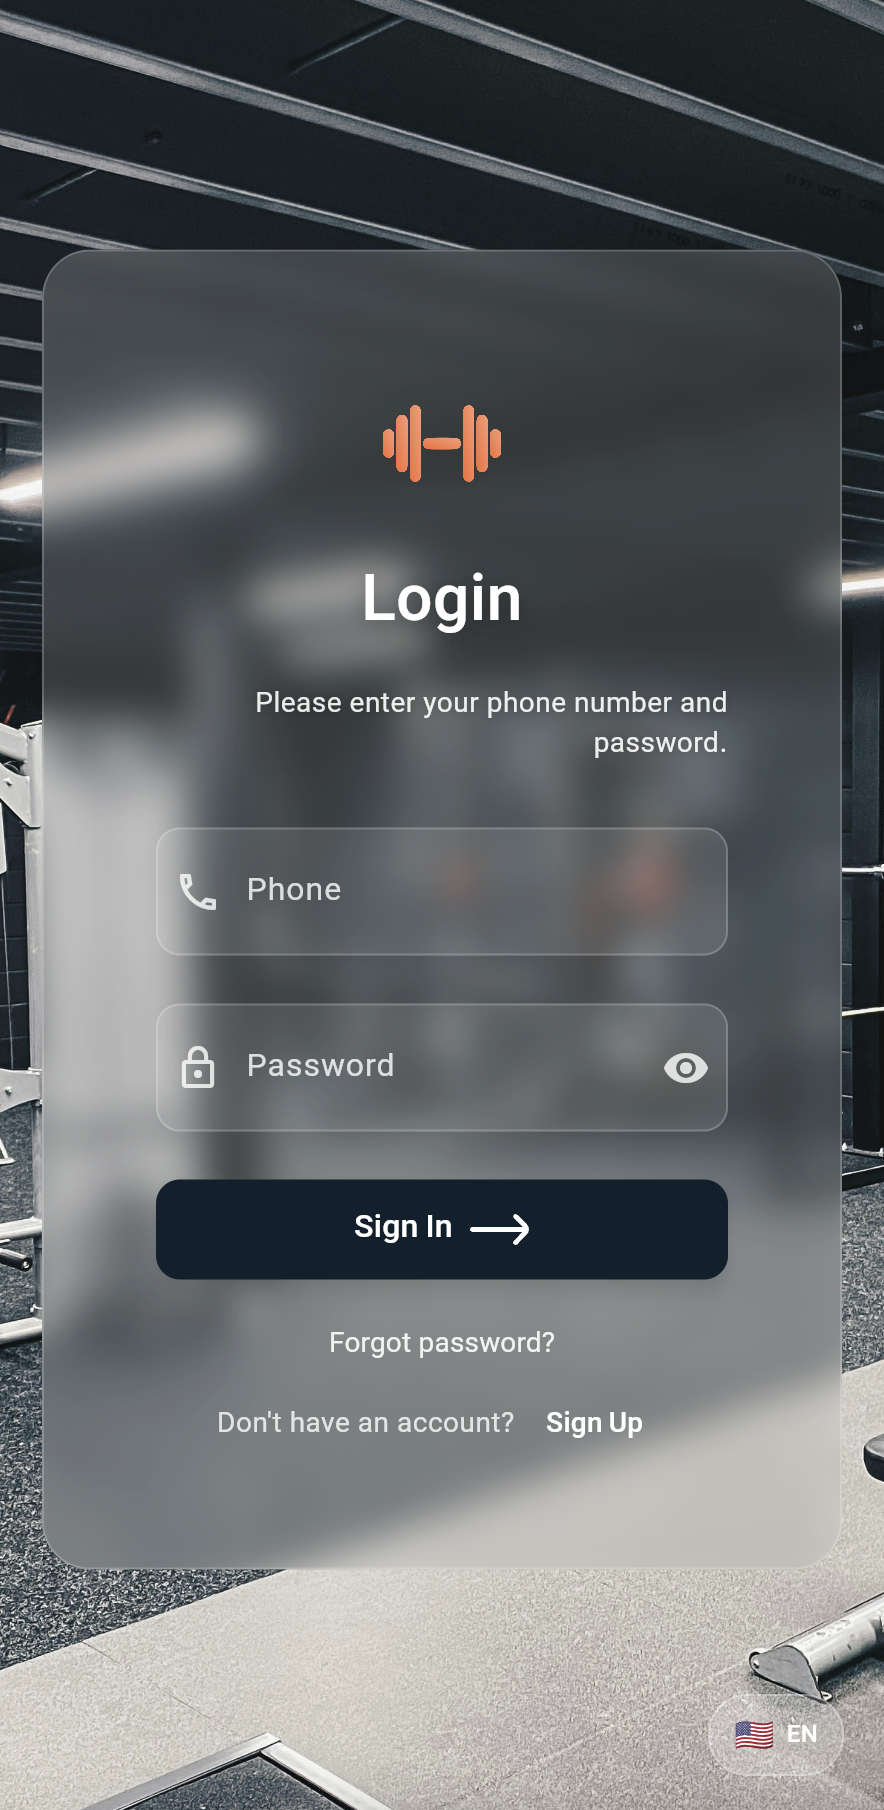 Login
Please enter your phone number and
password.
Phone
Password
Sign In
Forgot password?
Don't have an account? Sign Up
🇺🇸 EN